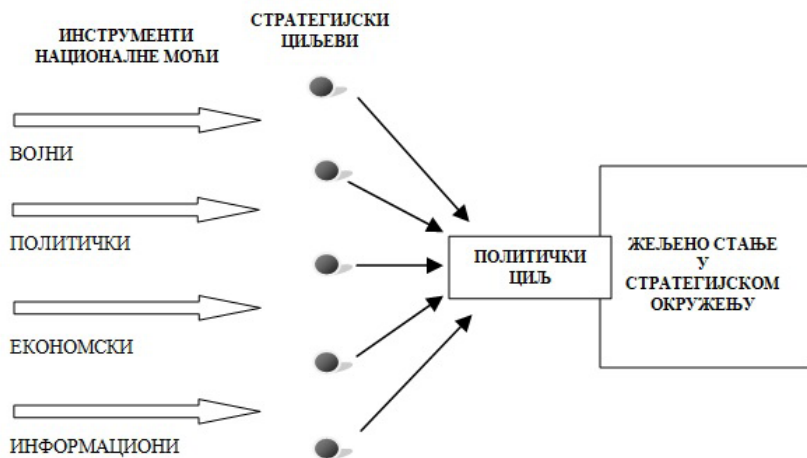 ИНСТРУМЕНТИ
НАЦИОНАЛНЕ МОЋИ
СТРАТЕГИЈСКИ
ЦИЉЕВИ
ВОЈНИ
ПОЛИТИЧКИ
ЕКОНОМСКИ
ИНФОРМАЦИОНИ
ПОЛИТИЧКИ
ЦИЉ
ЖЕЉЕНО СТАЊЕ
У
СТРАТЕГИЈСКОМ
ОКРУЖЕЊУ